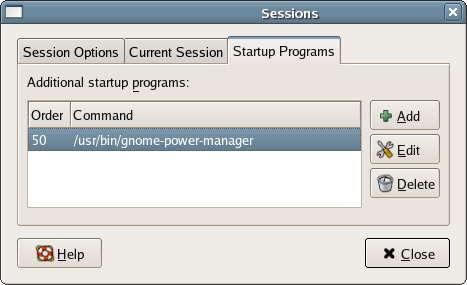 Sessions
Session Options Current Session Startup Programs
Additional startup programs:
Order Command
50 /usr/bin/gnome-power-manager
Add
Edit
Delete
Help Close